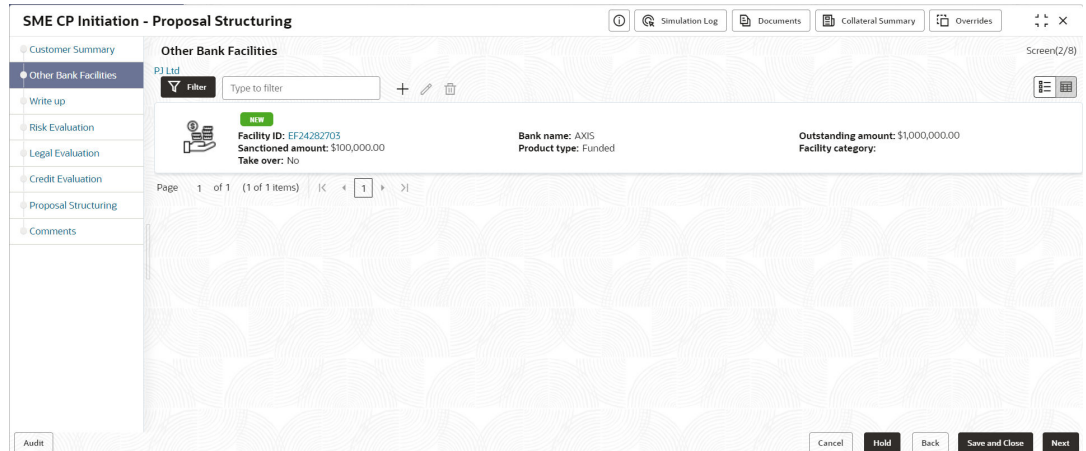 SME CP Initiation - Proposal Structuring
Simulation Log
Documents
Collateral Summary
Overrides
Customer Summary
Other Bank Facilities
Write up
Risk Evaluation
Legal Evaluation
Credit Evaluation
Proposal Structuring
Comments
Other Bank Facilities
Screen(2/8)
PJ Ltd
Filter
Type to filter
NEW
Facility ID: EF24282703
Bank name: AXIS
Outstanding amount: $1,000,000.00
Sanctioned amount: $100,000.00
Product type: Funded
Facility category:
Take over: No
Page 1 of 1 (1 of 1 items) 1
Audit
Cancel
Hold
Back
Save and Close
Next